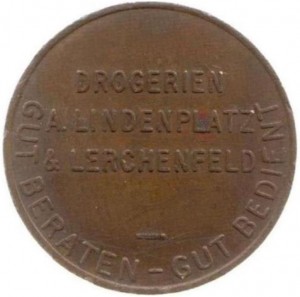 DROGERIEN
A. LINDENPLATZ
& LERCHENFELD
GUT BERATEN - GUT BEDIENT